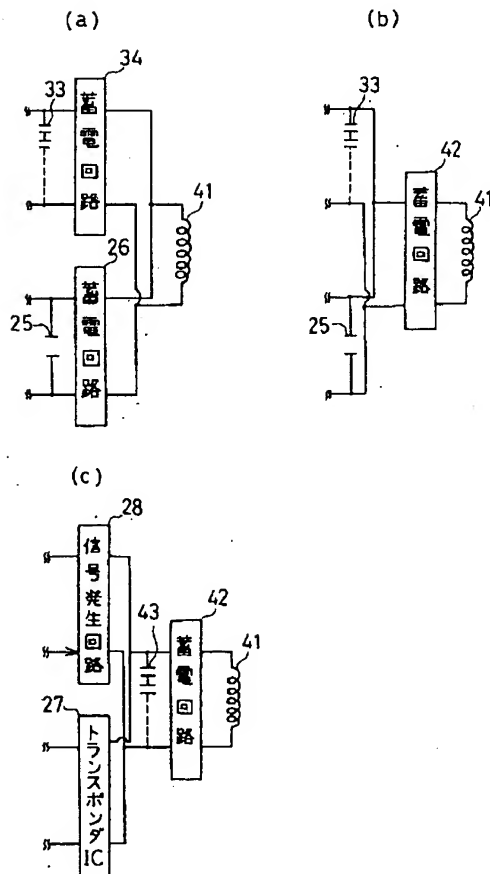 (a)
34
33
蓄電回路
41
26
蓄電回路
25
(b)
33
42
蓄電回路
41
25
(c)
28
信号発生回路
42
43
蓄電回路
41
27
トランスポンダIC